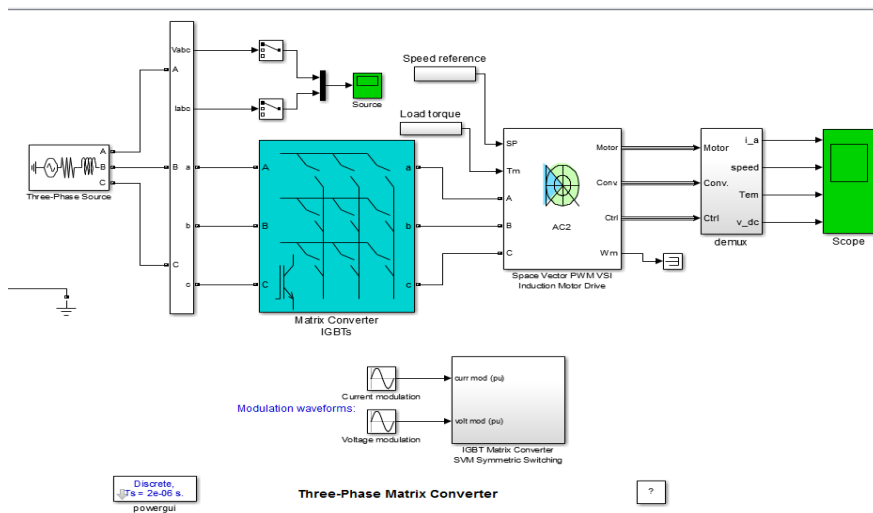 Vabc
A
Iabc
Source
Speed reference
Load torque
A
B
C
Three-Phase Source
B
a
b
C
c
A
B
C
a
b
c
Matrix Converter
IGBTs
SP
Tm
A
B
C
Motor
Conv.
Ctrl
Wm
AC2
Space Vector PWM VSI
Induction Motor Drive
Motor
Conv.
Ctrl
i_a
speed
Tem
v_dc
demux
Scope
Modulation waveforms:
Current modulation
Voltage modulation
curr mod (pu)
volt mod (pu)
IGBT Matrix Converter
SVM Symmetric Switching
Discrete,
Ts = 2e-06 s.
powergui
Three-Phase Matrix Converter
?